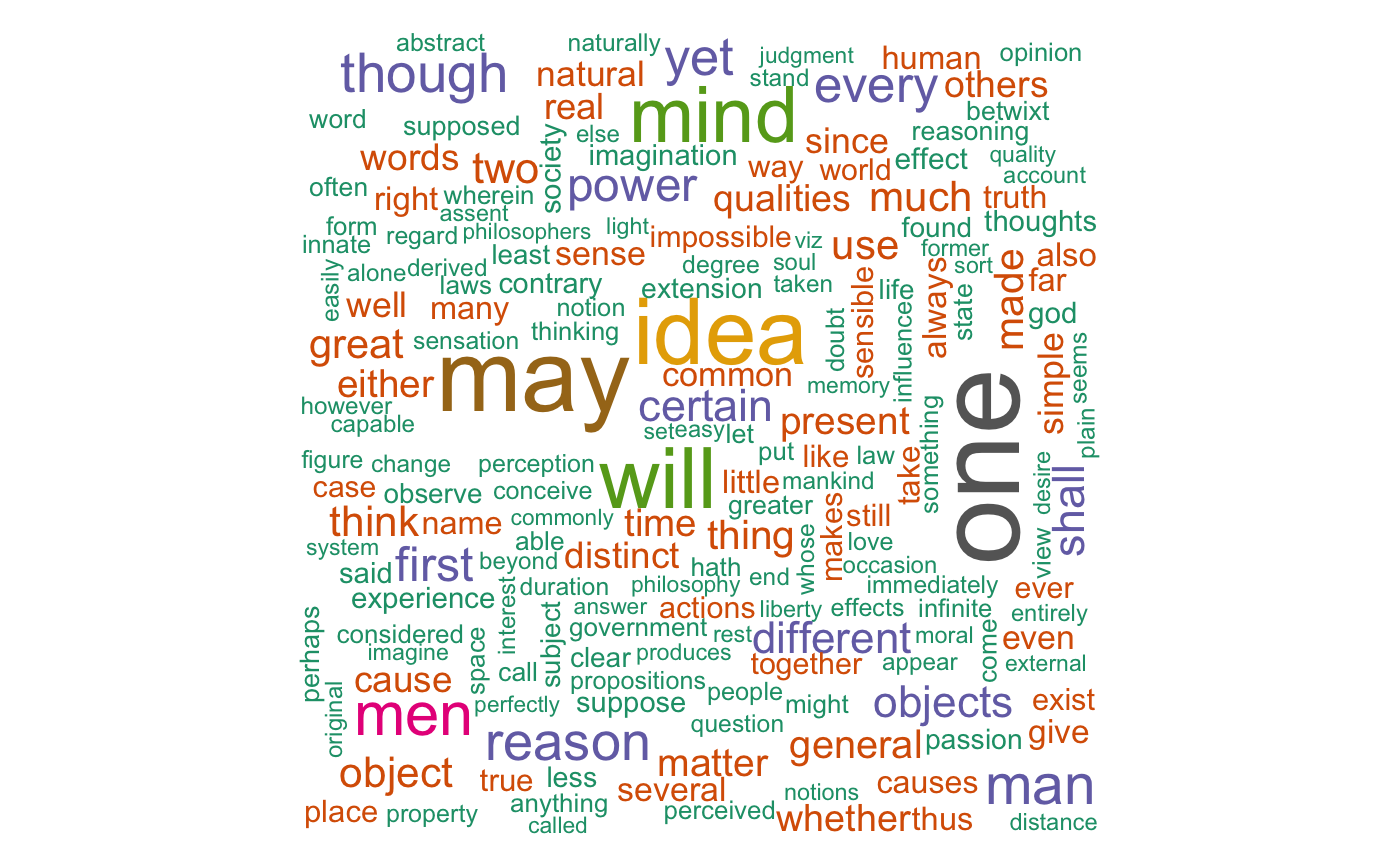 abstract
naturally
yet
judgment
human
opinion
though
natural
stand
every
others
real
mind
betwixt
word
supposed
society
else
since
reasoning
words
two
imagination
way
world
effect
quality
often
right
wherein
power
qualities
much
truth
account
assent
form
regard
philosophers
light
impossible
viz
use
found
thoughts
innate
least
sense
former
also
easily
alone
derived
degree
soul
sort
made
laws
contrary
extension
taken
sensible
life
always
state
far
well
many
notion
idea
doubt
influence
god
great
sensation
thinking
may
common
memory
simple
seems
either
however
capable
certain
present
one
something
plain
set
easy
let
figure
change
perception
will
put
like
law
take
desire
shall
case
observe
conceive
little
mankind
greater
makes
still
think
name
commonly
time
thing
whose
love
view
system
first
able
beyond
distinct
hath
occasion
said
duration
philosophy
end
immediately
ever
experience
interest
answer
actions
liberty
effects
infinite
entirely
perhaps
considered
space
subject
government
rest
different
moral
come
even
imagine
call
clear
produces
together
appear
external
cause
propositions
original
men
perfectly
suppose
people
might
objects
exist
question
reason
general
passion
give
object
true
less
matter
several
causes
man
notions
place
property
anything
called
perceived
whether
thus
distance